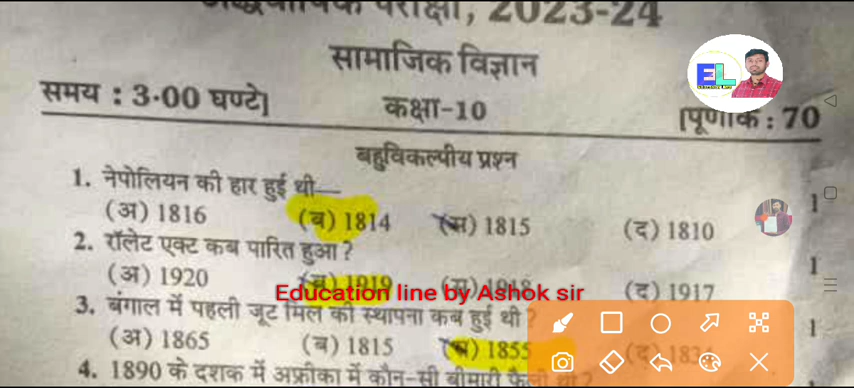 अर्द्धवार्षिक परीक्षा, 2023-24
सामाजिक विज्ञान
समय : 3·00 घण्टे] कक्षा-10 [पूर्णांक : 70
EL
बहुविकल्पीय प्रश्न
1. नेपोलियन की हार हुई थी— 1
(अ) 1816 (ब) 1814 (स) 1815 (द) 1810
2. रॉलेट एक्ट कब पारित हुआ ? 1
(अ) 1920 (ब) 1919 (स) 1918 (द) 1917
Education line by Ashok sir
3. बंगाल में पहली जूट मिल की स्थापना कब हुई थी ? 1
(अ) 1865 (ब) 1815 (स) 1855 (द)
4. 1890 के दशक में अफ्रीका में कौन-सी बीमारी